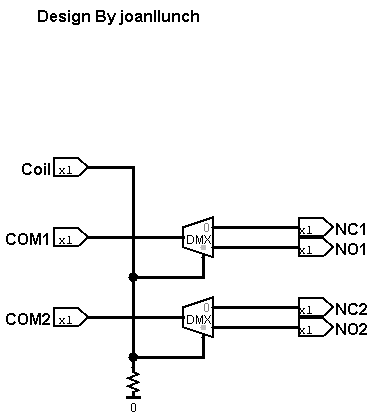 Design By joanllunch
Coil x1
0 NC1
COM1 x1 DMX x1
x1 NO1
0 NC2
COM2 x1 DMX x1
x1 NO2
0